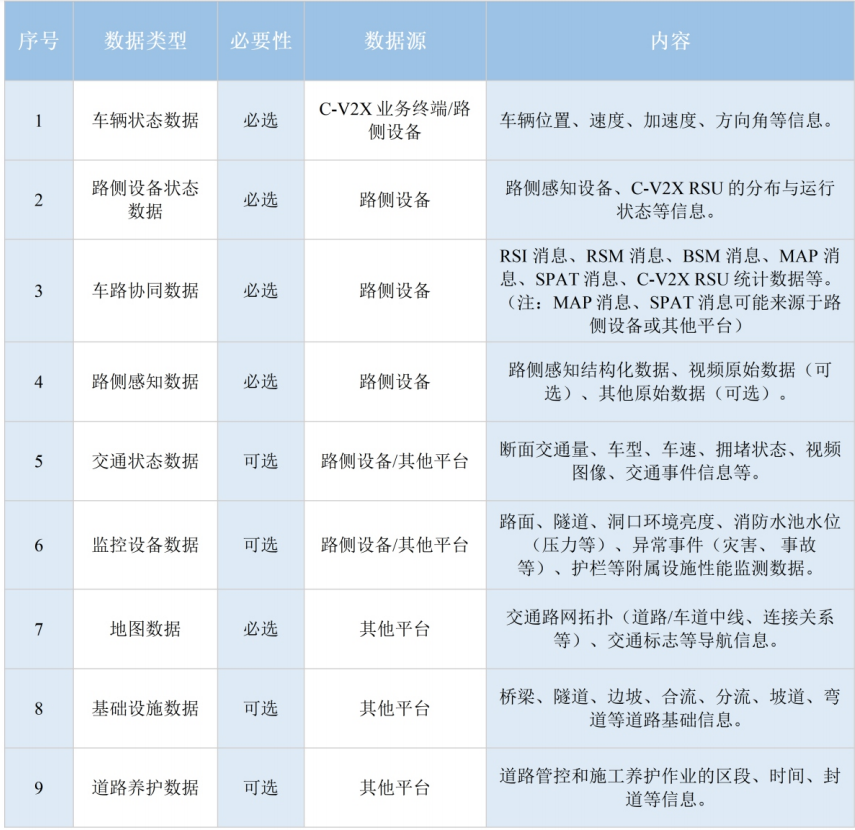 序号 数据类型 必要性 数据源 内容
1 车辆状态数据 必选 C-V2X 业务终端/路
侧设备 车辆位置、速度、加速度、方向角等信息。
2 路侧设备状态
数据 必选 路侧设备 路侧感知设备、C-V2X RSU 的分布与运行
状态等信息。
3 车路协同数据 必选 路侧设备 RSI 消息、RSM 消息、BSM 消息、MAP 消
息、SPAT 消息、C-V2X RSU 统计数据等。
（注：MAP 消息、SPAT 消息可能来源于路
侧设备或其他平台）
4 路侧感知数据 必选 路侧设备 路侧感知结构化数据、视频原始数据（可
选）、其他原始数据（可选）。
5 交通状态数据 可选 路侧设备/其他平台 断面交通量、车型、车速、拥堵状态、视频
图像、交通事件信息等。
6 监控设备数据 可选 路侧设备/其他平台 路面、隧道、洞口环境亮度、消防水池水位
（压力等）、异常事件（灾害、 事故
等）、护栏等附属设施性能监测数据。
7 地图数据 必选 其他平台 交通路网拓扑（道路/车道中线、连接关系
等）、交通标志等导航信息。
8 基础设施数据 可选 其他平台 桥梁、隧道、边坡、合流、分流、坡道、弯
道等道路基础信息。
9 道路养护数据 可选 其他平台 道路管控和施工养护作业的区段、时间、封
道等信息。